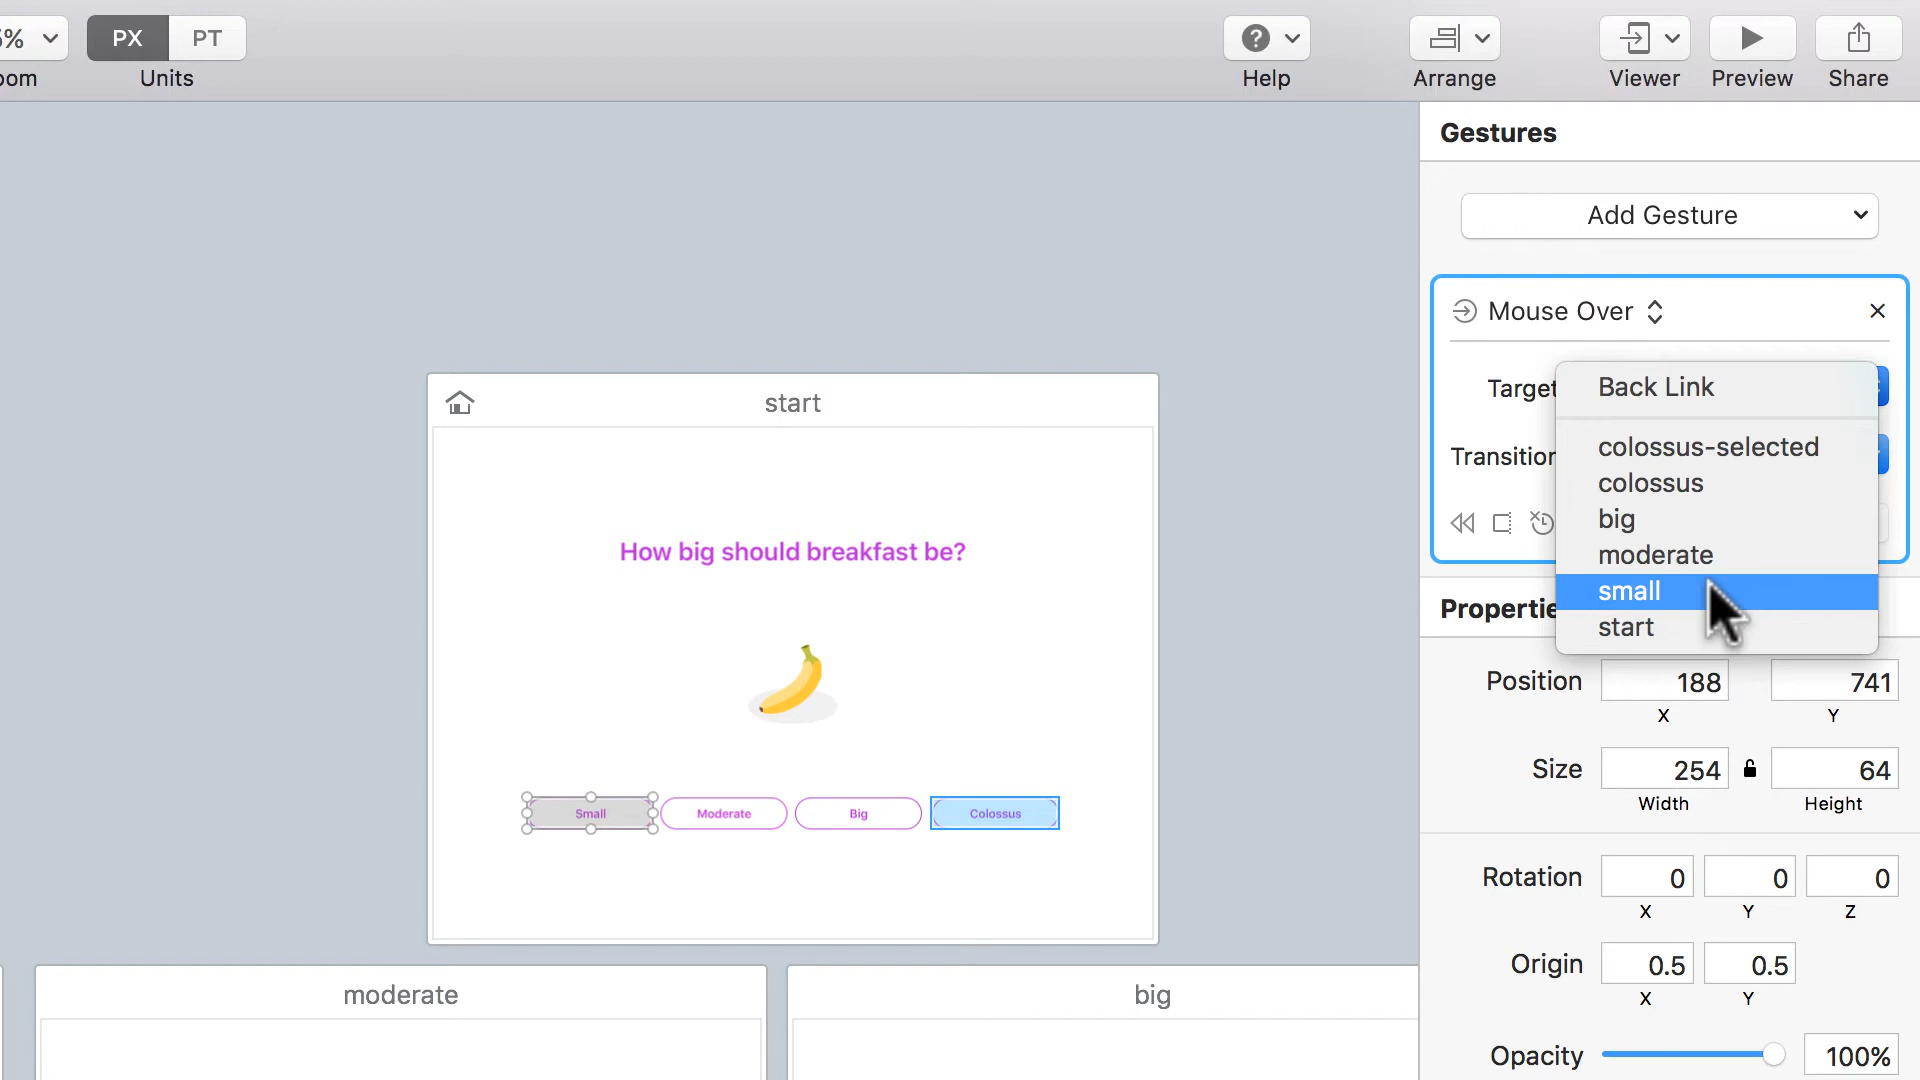 PX PT
Units
Help
Arrange
Viewer
Preview
Share
Gestures
Add Gesture
Mouse Over
Target
Back Link
colossus-selected
colossus
big
moderate
small
start
Transition
Properties
Position 188 741
X Y
Size 254 64
Width Height
Rotation 0 0 0
X Y Z
Origin 0.5 0.5
X Y
Opacity 100%
start
How big should breakfast be?
Small Moderate Big Colossus
moderate
big